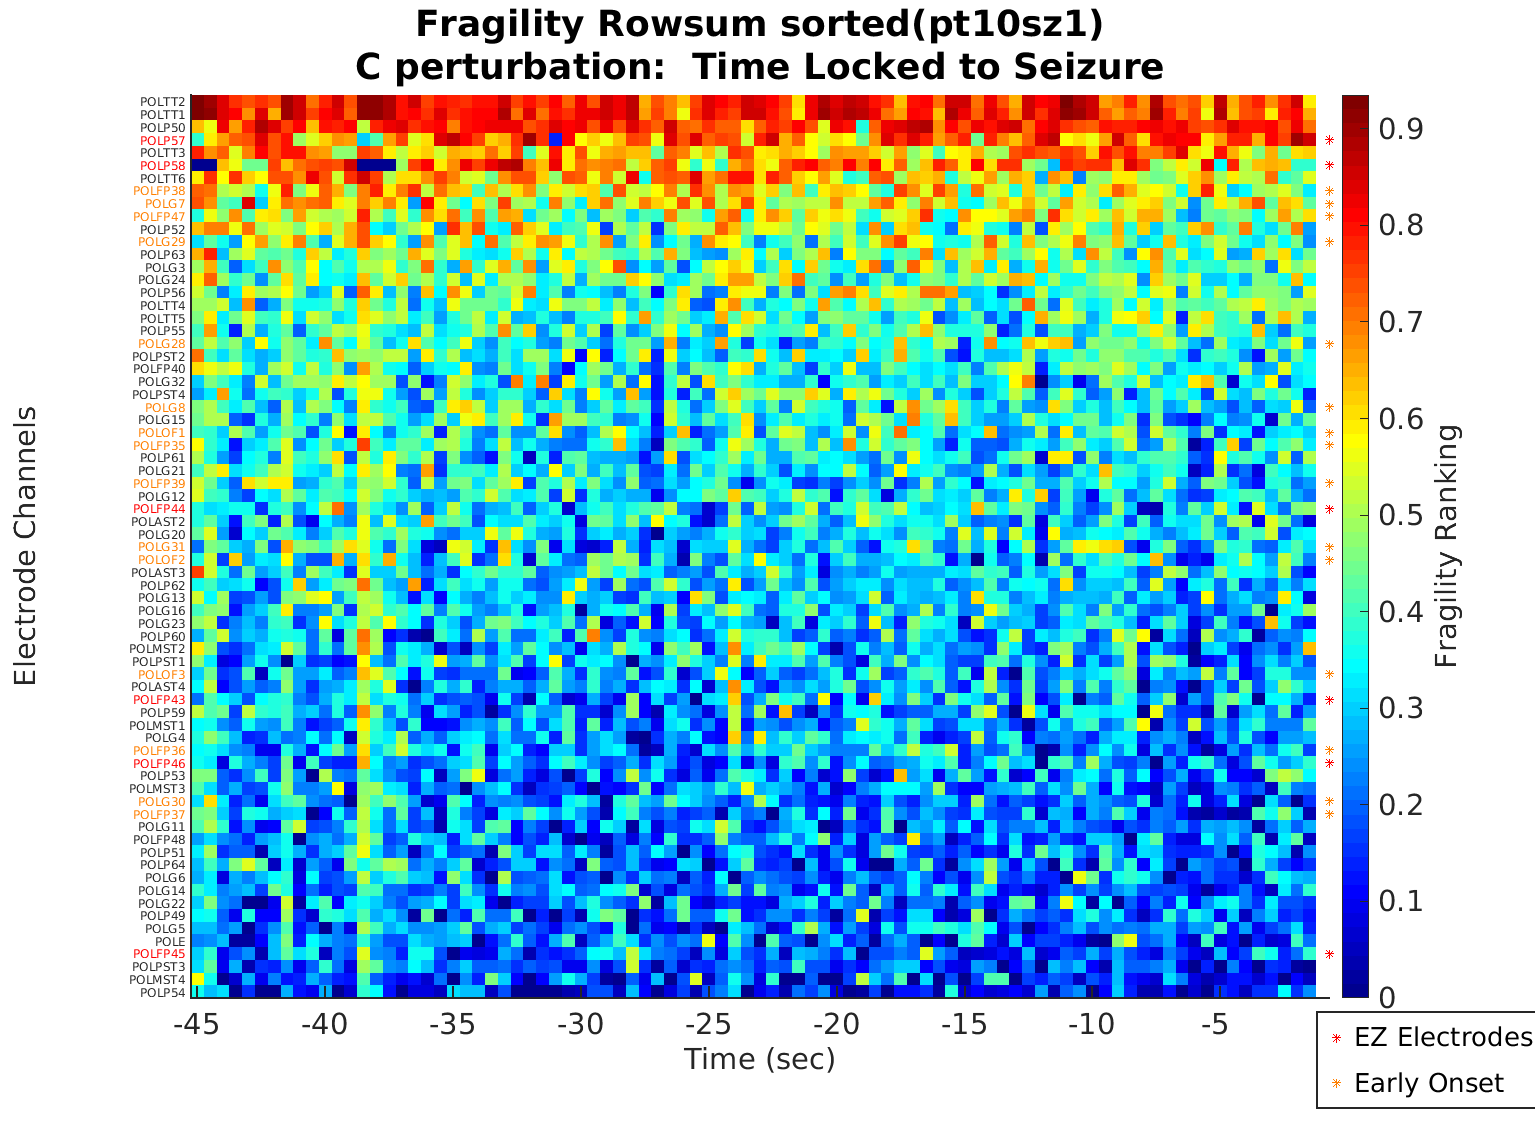 Fragility Rowsum sorted(pt10sz1)
C perturbation:  Time Locked to Seizure
Electrode Channels
POLTT2
POLTT1
POLP50
POLP57
POLTT3
POLP58
POLTT6
POLFP38
POLG7
POLFP47
POLP52
POLG29
POLP63
POLG3
POLG24
POLP56
POLTT4
POLTT5
POLP55
POLG28
POLPST2
POLFP40
POLG32
POLPST4
POLG8
POLG15
POLOF1
POLFP35
POLP61
POLG21
POLFP39
POLG12
POLFP44
POLAST2
POLG20
POLG31
POLOF2
POLAST3
POLP62
POLG13
POLG16
POLG23
POLP60
POLMST2
POLPST1
POLOF3
POLAST4
POLFP43
POLP59
POLMST1
POLG4
POLFP36
POLFP46
POLP53
POLMST3
POLG30
POLFP37
POLG11
POLFP48
POLP51
POLP64
POLG6
POLG14
POLG22
POLP49
POLG5
POLE
POLFP45
POLPST3
POLMST4
POLP54
-45 -40 -35 -30 -25 -20 -15 -10 -5
Time (sec)
0.9
0.8
0.7
0.6
0.5
0.4
0.3
0.2
0.1
0
Fragility Ranking
EZ Electrodes
Early Onset